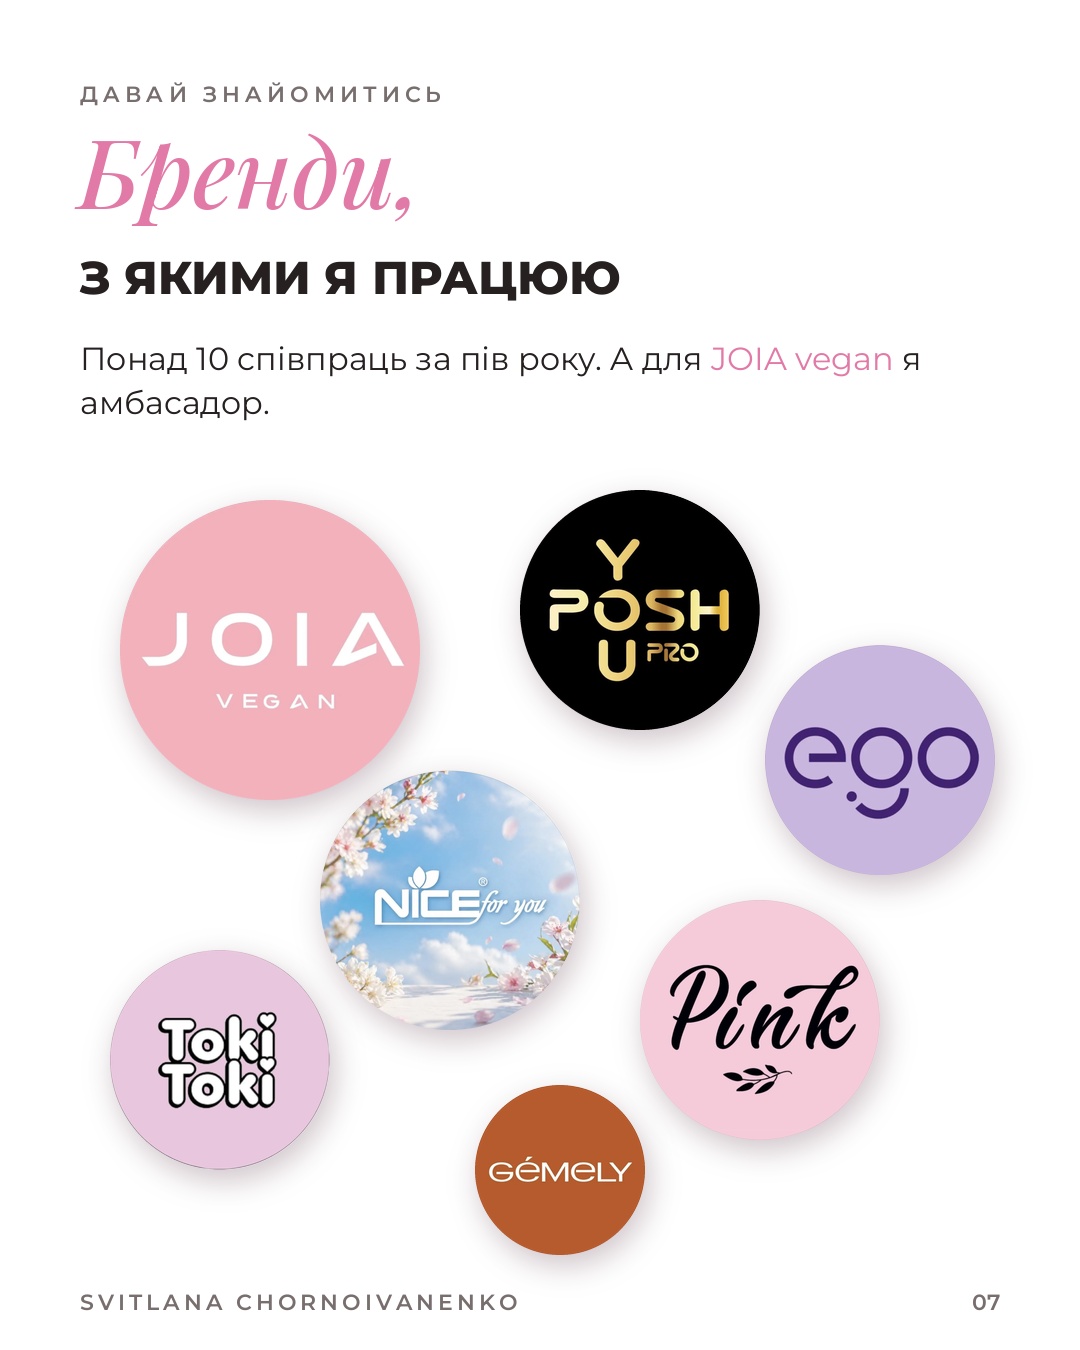 ДАВАЙ ЗНАЙОМИТИСЬ
Бренди,
З ЯКИМИ Я ПРАЦЮЮ
Понад 10 співпраць за пів року. А для JOIA vegan я
амбасадор.
JOIA
VEGAN
Y
POSH
U PRO
ego
NICE® for you
Pink
Toki
Toki
GéMeLY
SVITLANA CHORNOIVANENKO
07